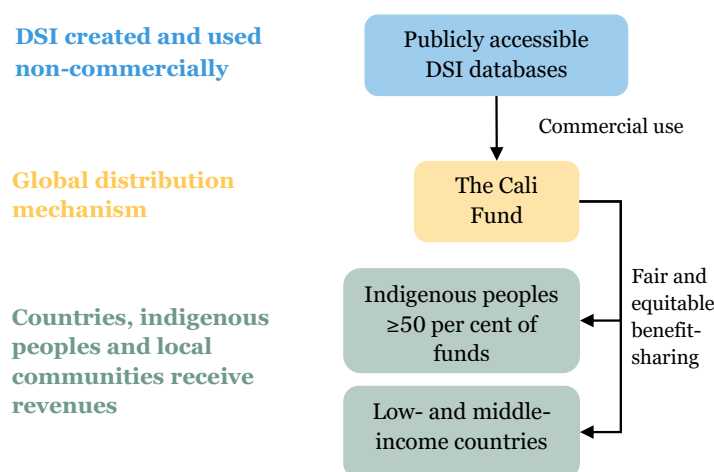 DSI created and used
non-commercially
Publicly accessible
DSI databases
Commercial use
Global distribution
mechanism
The Cali
Fund
Fair and
equitable
benefit-
sharing
Countries, indigenous
peoples and local
communities receive
revenues
Indigenous peoples
≥50 per cent of
funds
Low- and middle-
income countries